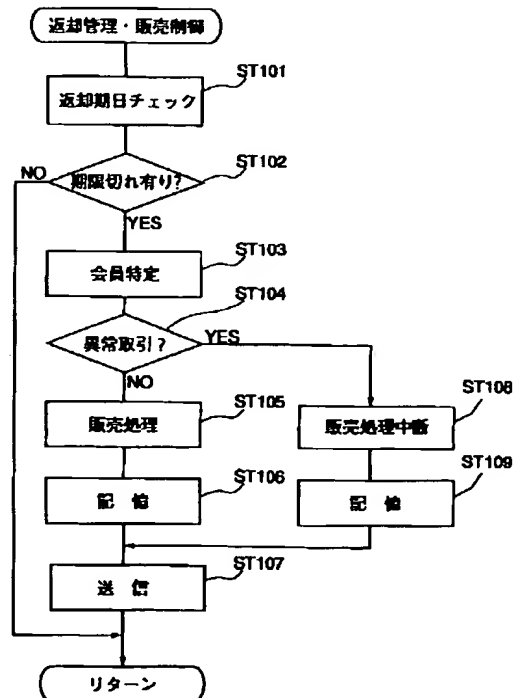 返却管理・販売制御
ST101
返却期日チェック
ST102
NO
期限切れ有り?
YES
ST103
会員特定
ST104
異常取引?
YES
NO
ST105
販売処理
ST108
販売処理中断
ST106
記 憶
ST109
記 憶
ST107
送 信
リターン